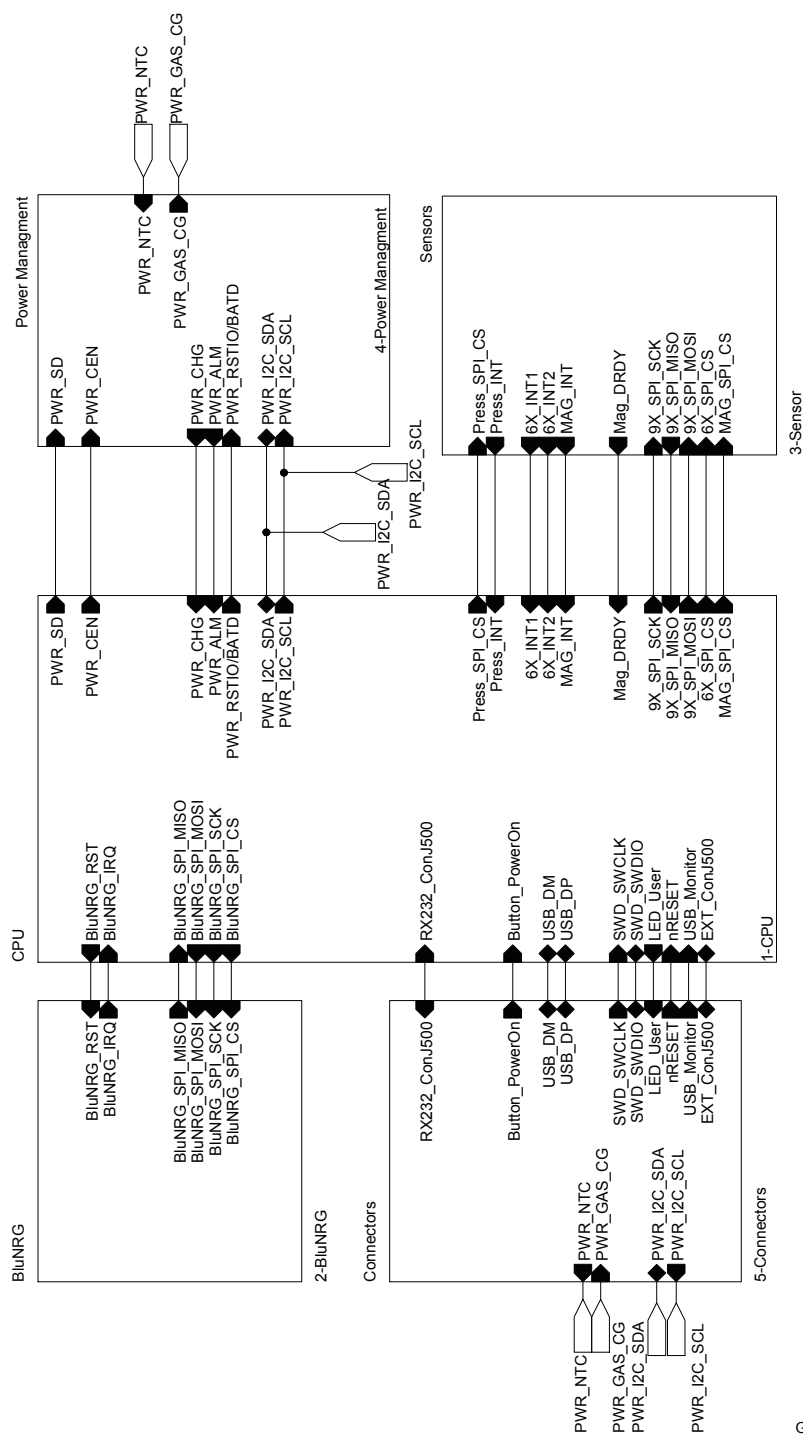 BluNRG
BluNRG_RST
BluNRG_IRQ
BluNRG_SPI_MISO
BluNRG_SPI_MOSI
BluNRG_SPI_SCK
BluNRG_SPI_CS
2-BluNRG
CPU
BluNRG_RST
BluNRG_IRQ
BluNRG_SPI_MISO
BluNRG_SPI_MOSI
BluNRG_SPI_SCK
BluNRG_SPI_CS
RX232_ConJ500
Button_PowerOn
USB_DM
USB_DP
SWD_SWCLK
SWD_SWDIO
LED_User
nRESET
USB_Monitor
EXT_ConJ500
PWR_SD
PWR_CEN
PWR_CHG
PWR_ALM
PWR_RSTIO/BATD
PWR_I2C_SDA
PWR_I2C_SCL
Press_SPI_CS
Press_INT
6X_INT1
6X_INT2
MAG_INT
Mag_DRDY
9X_SPI_SCK
9X_SPI_MISO
9X_SPI_MOSI
6X_SPI_CS
MAG_SPI_CS
1-CPU
Power Managment
PWR_SD
PWR_CEN
PWR_CHG
PWR_ALM
PWR_RSTIO/BATD
PWR_I2C_SDA
PWR_I2C_SCL
PWR_NTC
PWR_GAS_CG
4-Power Managment
PWR_NTC
PWR_GAS_CG
PWR_I2C_SDA
PWR_I2C_SCL
Connectors
RX232_ConJ500
Button_PowerOn
USB_DM
USB_DP
SWD_SWCLK
SWD_SWDIO
LED_User
nRESET
USB_Monitor
EXT_ConJ500
PWR_NTC
PWR_GAS_CG
PWR_I2C_SDA
PWR_I2C_SCL
5-Connectors
PWR_NTC
PWR_GAS_CG
PWR_I2C_SDA
PWR_I2C_SCL
Sensors
Press_SPI_CS
Press_INT
6X_INT1
6X_INT2
MAG_INT
Mag_DRDY
9X_SPI_SCK
9X_SPI_MISO
9X_SPI_MOSI
6X_SPI_CS
MAG_SPI_CS
3-Sensor